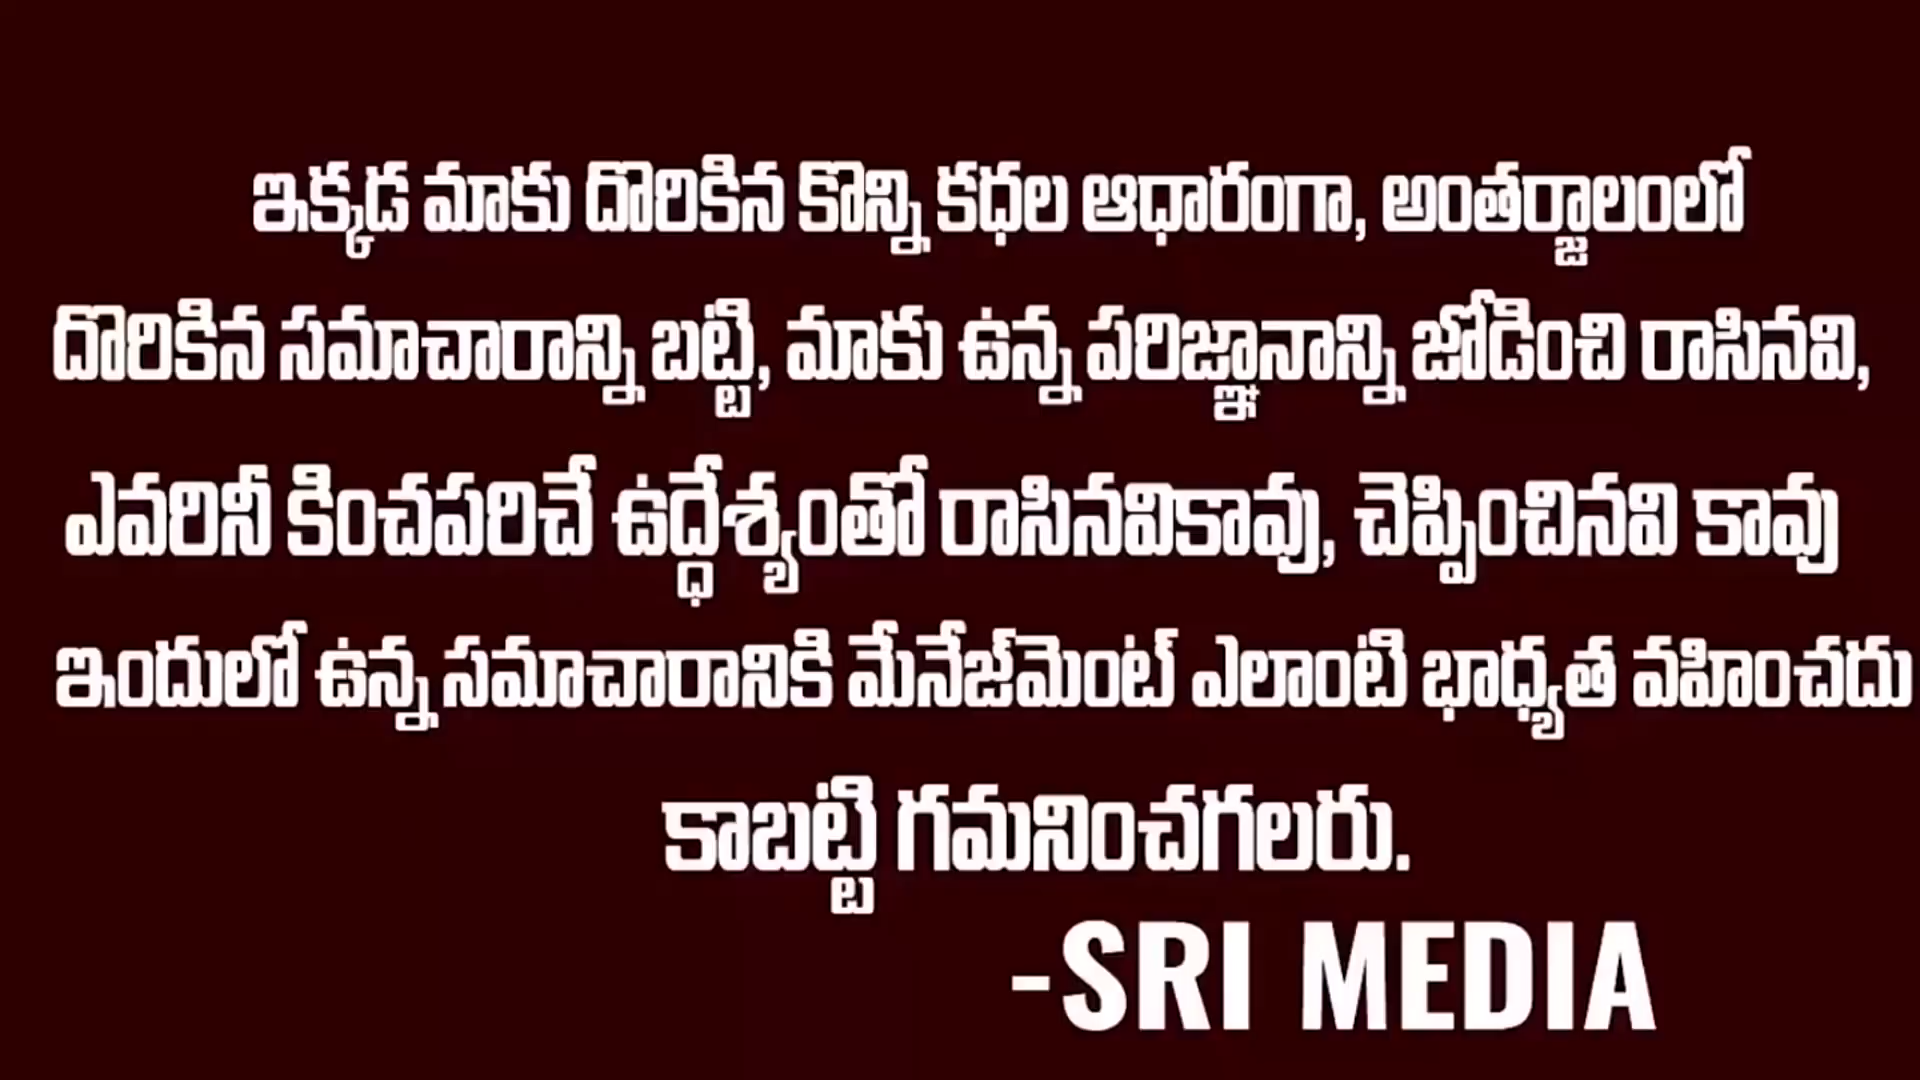 ఇక్కడ మాకు దొరికిన కొన్ని కధల ఆధారంగా, అంతర్జాలంలో
దొరికిన సమాచారాన్ని బట్టి, మాకు ఉన్న పరిజ్ఞానాన్ని జోడించి రాసినవి,
ఎవరినీ కించపరిచే ఉద్ధేశ్యంతో రాసినవికావు, చెప్పించినవి కావు
ఇందులో ఉన్న సమాచారానికి మేనేజ్‌మెంట్ ఎలాంటి భాధ్యత వహించదు
కాబట్టి గమనించగలరు.
-SRI MEDIA